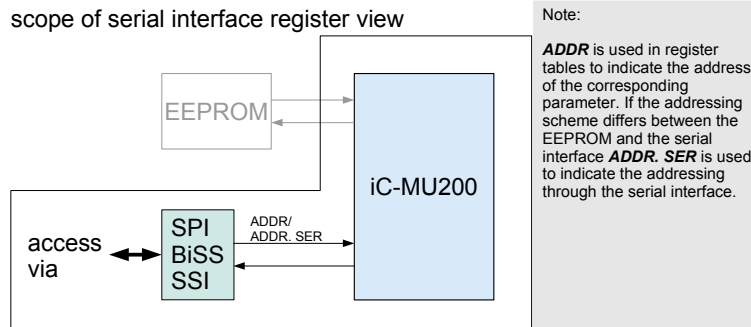 scope of serial interface register view
EEPROM
iC-MU200
SPI
BiSS
SSI
ADDR/
ADDR. SER
access
via
Note:
ADDR is used in register
tables to indicate the address
of the corresponding
parameter. If the addressing
scheme differs between the
EEPROM and the serial
interface ADDR. SER is used
to indicate the addressing
through the serial interface.